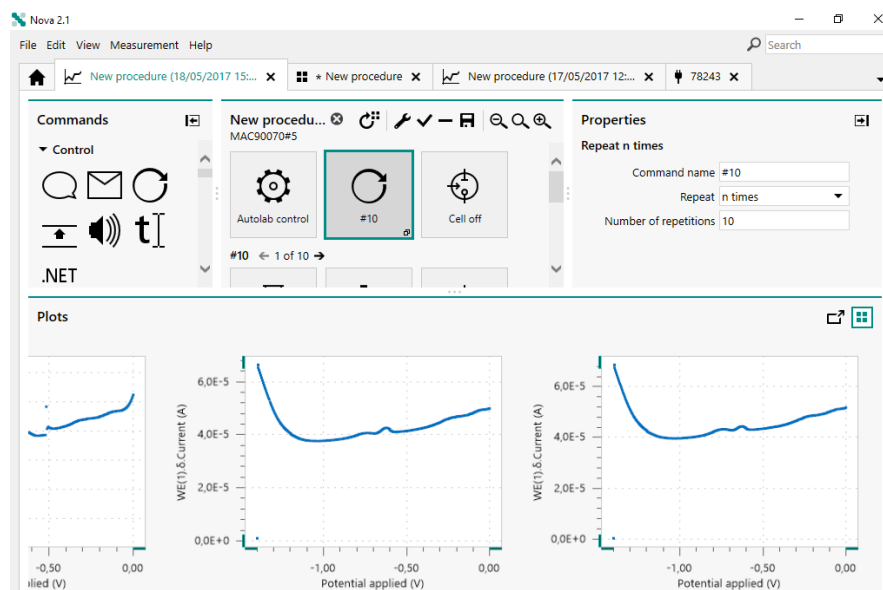 Nova 2.1
File Edit View Measurement Help
Search
New procedure (18/05/2017 15:...
* New procedure
New procedure (17/05/2017 12:...
78243
Commands
Control
.NET
New procedu...
MAC90070#5
Autolab control
#10
Cell off
#10 ← 1 of 10 →
Properties
Repeat n times
Command name #10
Repeat n times
Number of repetitions 10
Plots
-0,50 0,00
lied (V)
WE(1).δ.Current (A)
6,0E-5
4,0E-5
2,0E-5
0,0E+0
-1,00 -0,50 0,00
Potential applied (V)
WE(1).δ.Current (A)
6,0E-5
4,0E-5
2,0E-5
0,0E+0
-1,00 -0,50 0,00
Potential applied (V)